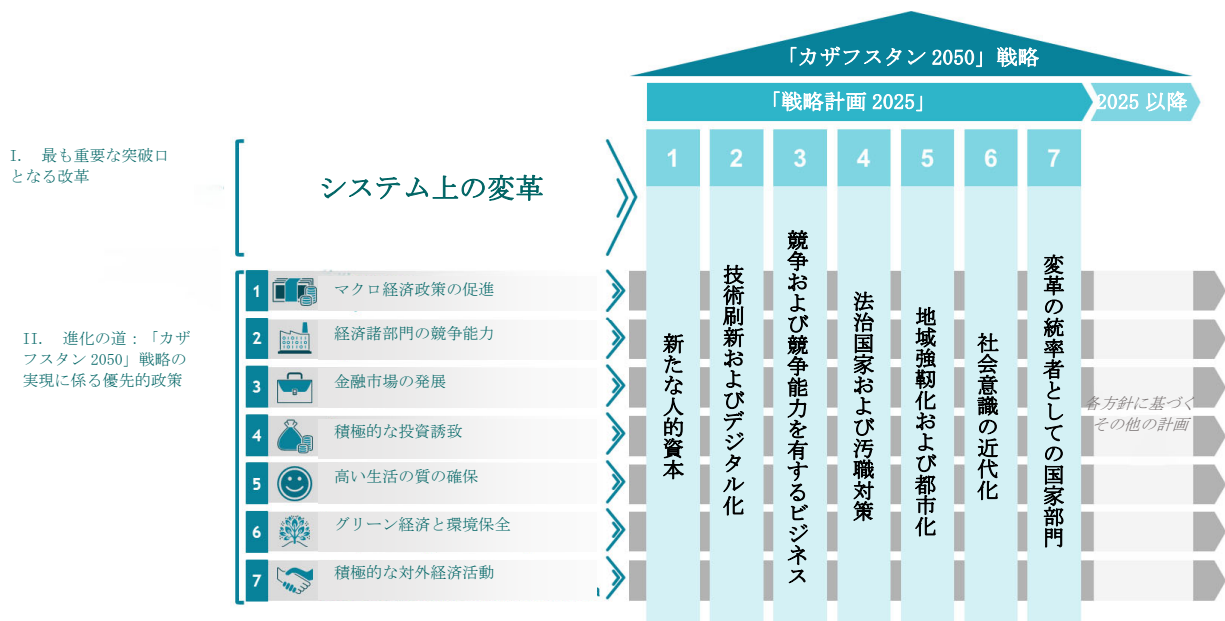 「カザフスタン 2050」戦略
「戦略計画 2025」
2025 以降
I. 最も重要な突破口
となる改革
システム上の変革
1
2
3
4
5
6
7
新たな人的資本
技術刷新およびデジタル化
競争および競争能力を有するビジネス
法治国家および汚職対策
地域強靭化および都市化
社会意識の近代化
変革の統率者としての国家部門
II. 進化の道：「カザ
フスタン 2050」戦略の
実現に係る優先的政策
1 マクロ経済政策の促進
2 経済諸部門の競争能力
3 金融市場の発展
4 積極的な投資誘致
5 高い生活の質の確保
6 グリーン経済と環境保全
7 積極的な対外経済活動
各方針に基づく
その他の計画